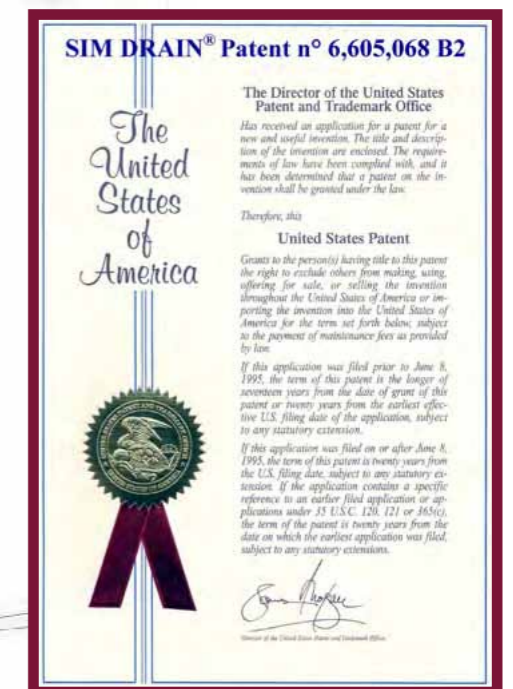 SIM DRAIN® Patent n° 6,605,068 B2
The
United
States
of
America
The Director of the United States
Patent and Trademark Office
Has received an application for a patent for a
new and useful invention. The title and descrip-
tion of the invention are enclosed. The require-
ments of law have been complied with, and it
has been determined that a patent on the in-
vention shall be granted under the law.
Therefore, this
United States Patent
Grants to the person(s) having title to this patent
the right to exclude others from making, using,
offering for sale, or selling the invention
throughout the United States of America or im-
porting the invention into the United States of
America for the term set forth below, subject
to the payment of maintenance fees as provided
by law.
If this application was filed prior to June 8,
1995, the term of this patent is the longer of
seventeen years from the date of grant of this
patent or twenty years from the earliest effec-
tive U.S. filing date of the application, subject
to any statutory extension.
If this application was filed on or after June 8,
1995, the term of this patent is twenty years from
the U.S. filing date, subject to any statutory ex-
tension. If the application contains a specific
reference to an earlier filed application or ap-
plications under 35 U.S.C. 120, 121 or 365(c),
the term of the patent is twenty years from the
date on which the earliest application was filed,
subject to any statutory extensions.
Director of the United States Patent and Trademark Office